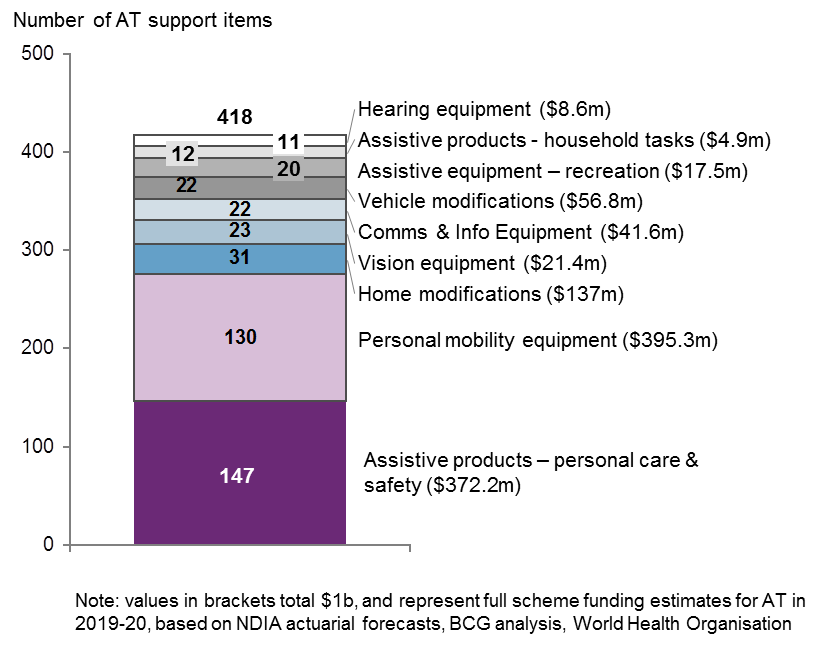 Number of AT support items
500
400
300
200
100
0
418
11
12
20
22
22
23
31
130
147
Hearing equipment ($8.6m)
Assistive products - household tasks ($4.9m)
Assistive equipment – recreation ($17.5m)
Vehicle modifications ($56.8m)
Comms & Info Equipment ($41.6m)
Vision equipment ($21.4m)
Home modifications ($137m)
Personal mobility equipment ($395.3m)
Assistive products – personal care &
safety ($372.2m)
Note: values in brackets total $1b, and represent full scheme funding estimates for AT in
2019-20, based on NDIA actuarial forecasts, BCG analysis, World Health Organisation